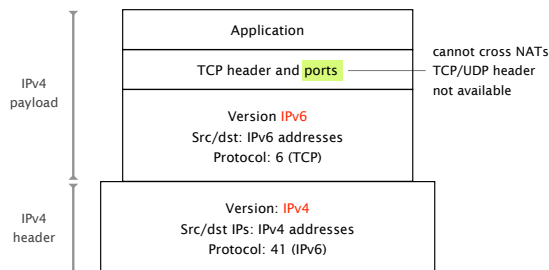 Application
TCP header and ports
cannot cross NATs
TCP/UDP header
not available
IPv4
payload
Version IPv6
Src/dst: IPv6 addresses
Protocol: 6 (TCP)
IPv4
header
Version: IPv4
Src/dst IPs: IPv4 addresses
Protocol: 41 (IPv6)